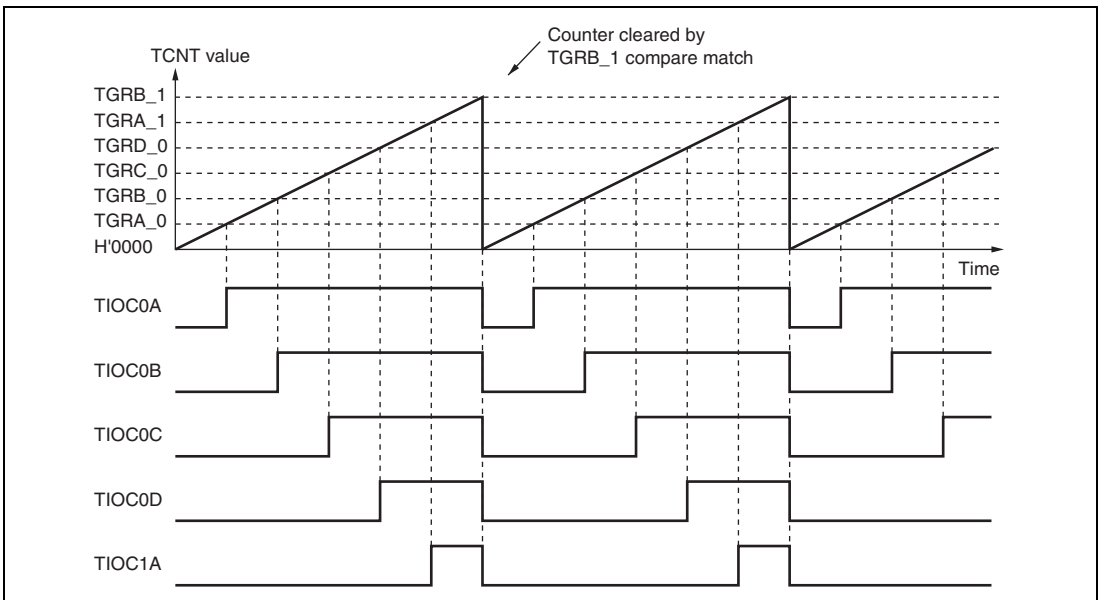 Counter cleared by
TGRB_1 compare match
TCNT value
TGRB_1
TGRA_1
TGRD_0
TGRC_0
TGRB_0
TGRA_0
H'0000
Time
TIOC0A
TIOC0B
TIOC0C
TIOC0D
TIOC1A